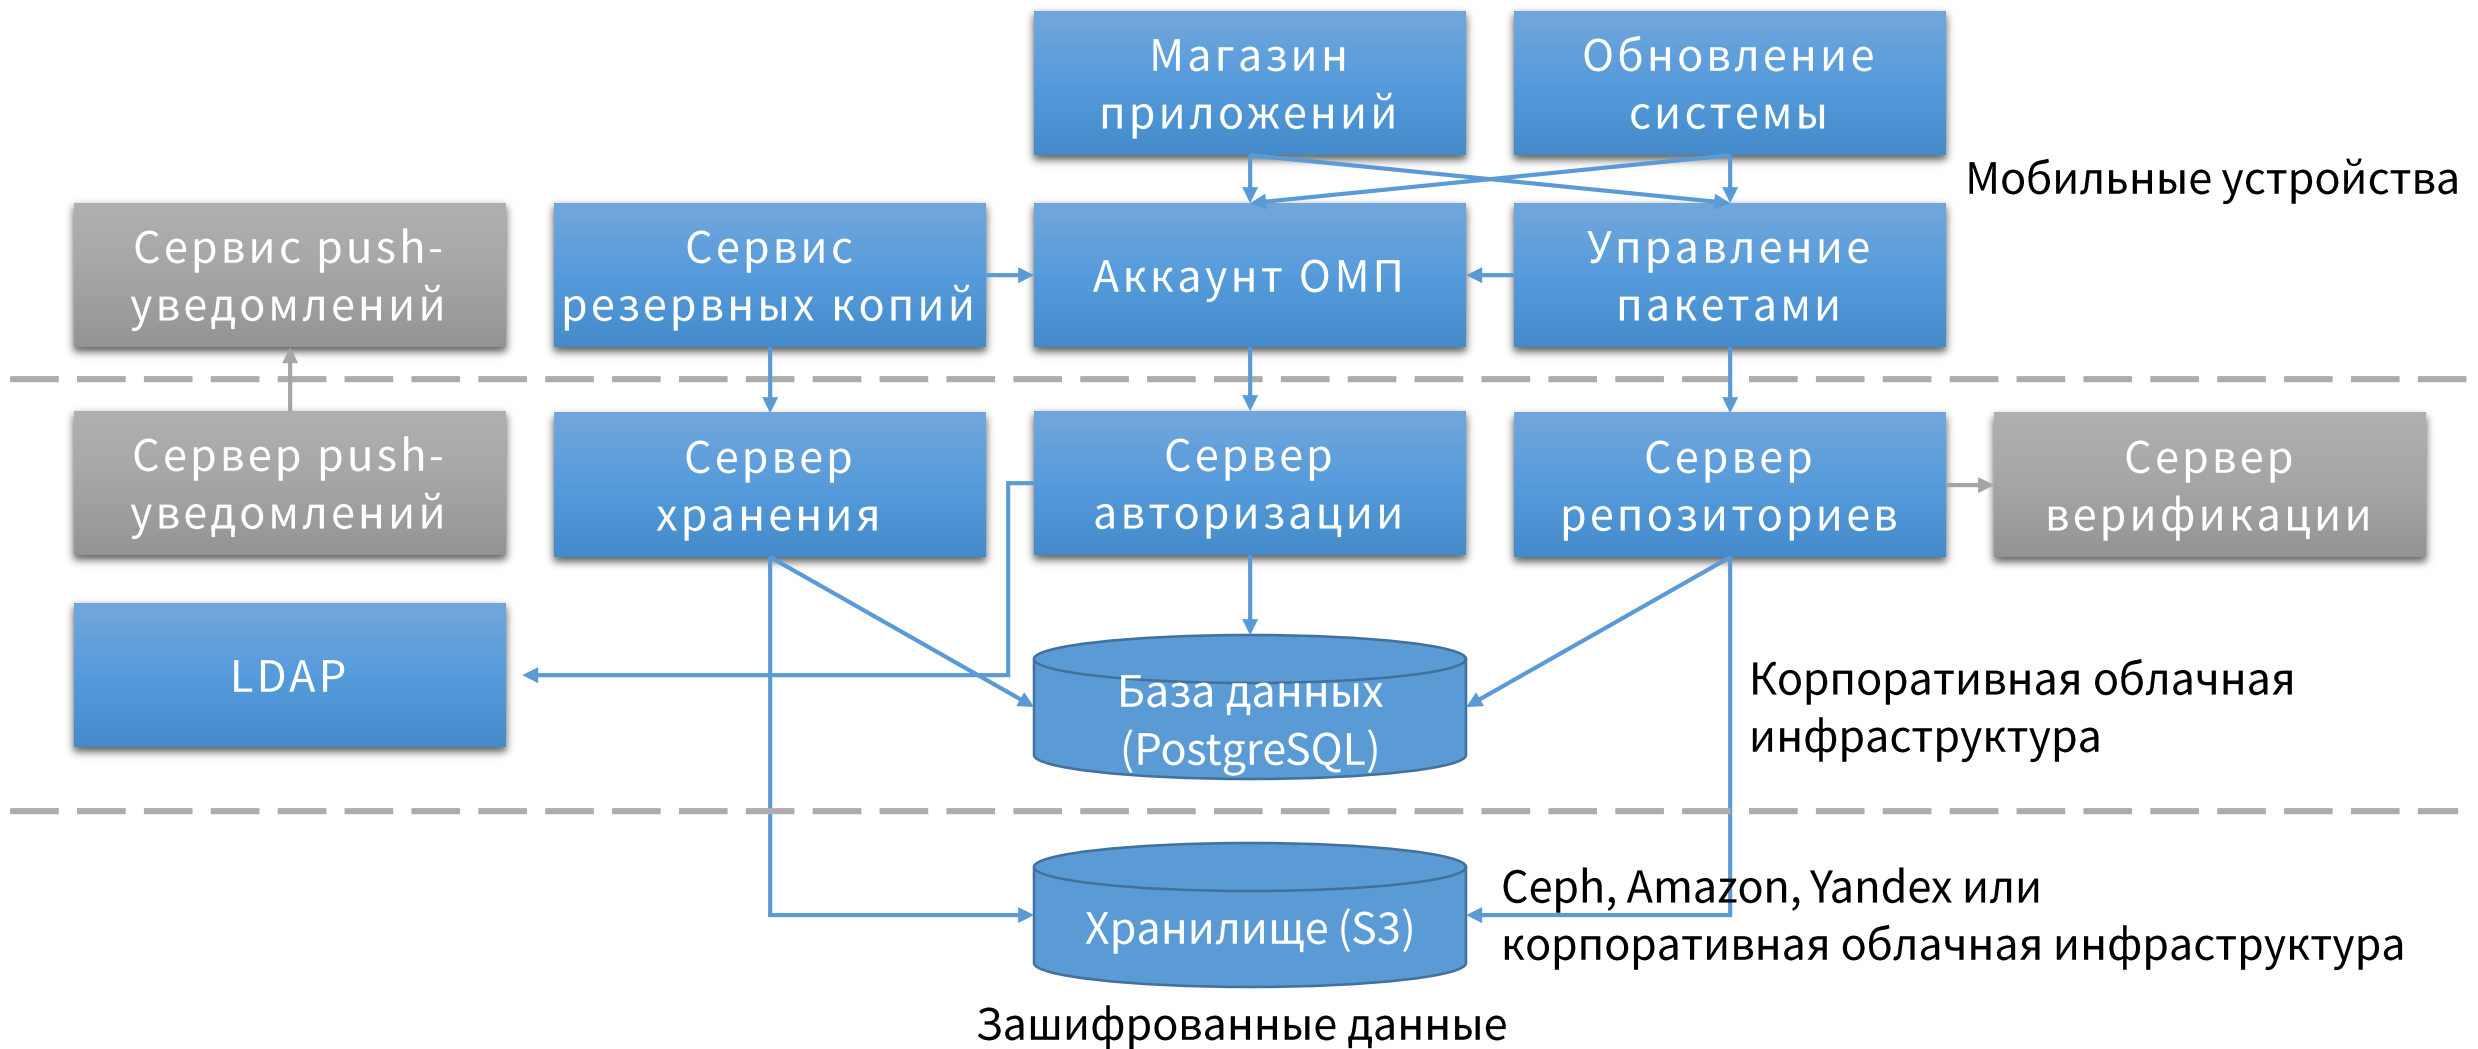 Магазин
приложений
Обновление
системы
Мобильные устройства
Сервис push-
уведомлений
Сервис
резервных копий
Аккаунт ОМП
Управление
пакетами
Сервер push-
уведомлений
Сервер
хранения
Сервер
авторизации
Сервер
репозиториев
Сервер
верификации
LDAP
База данных
(PostgreSQL)
Корпоративная облачная
инфраструктура
Хранилище (S3)
Ceph, Amazon, Yandex или
корпоративная облачная инфраструктура
Зашифрованные данные